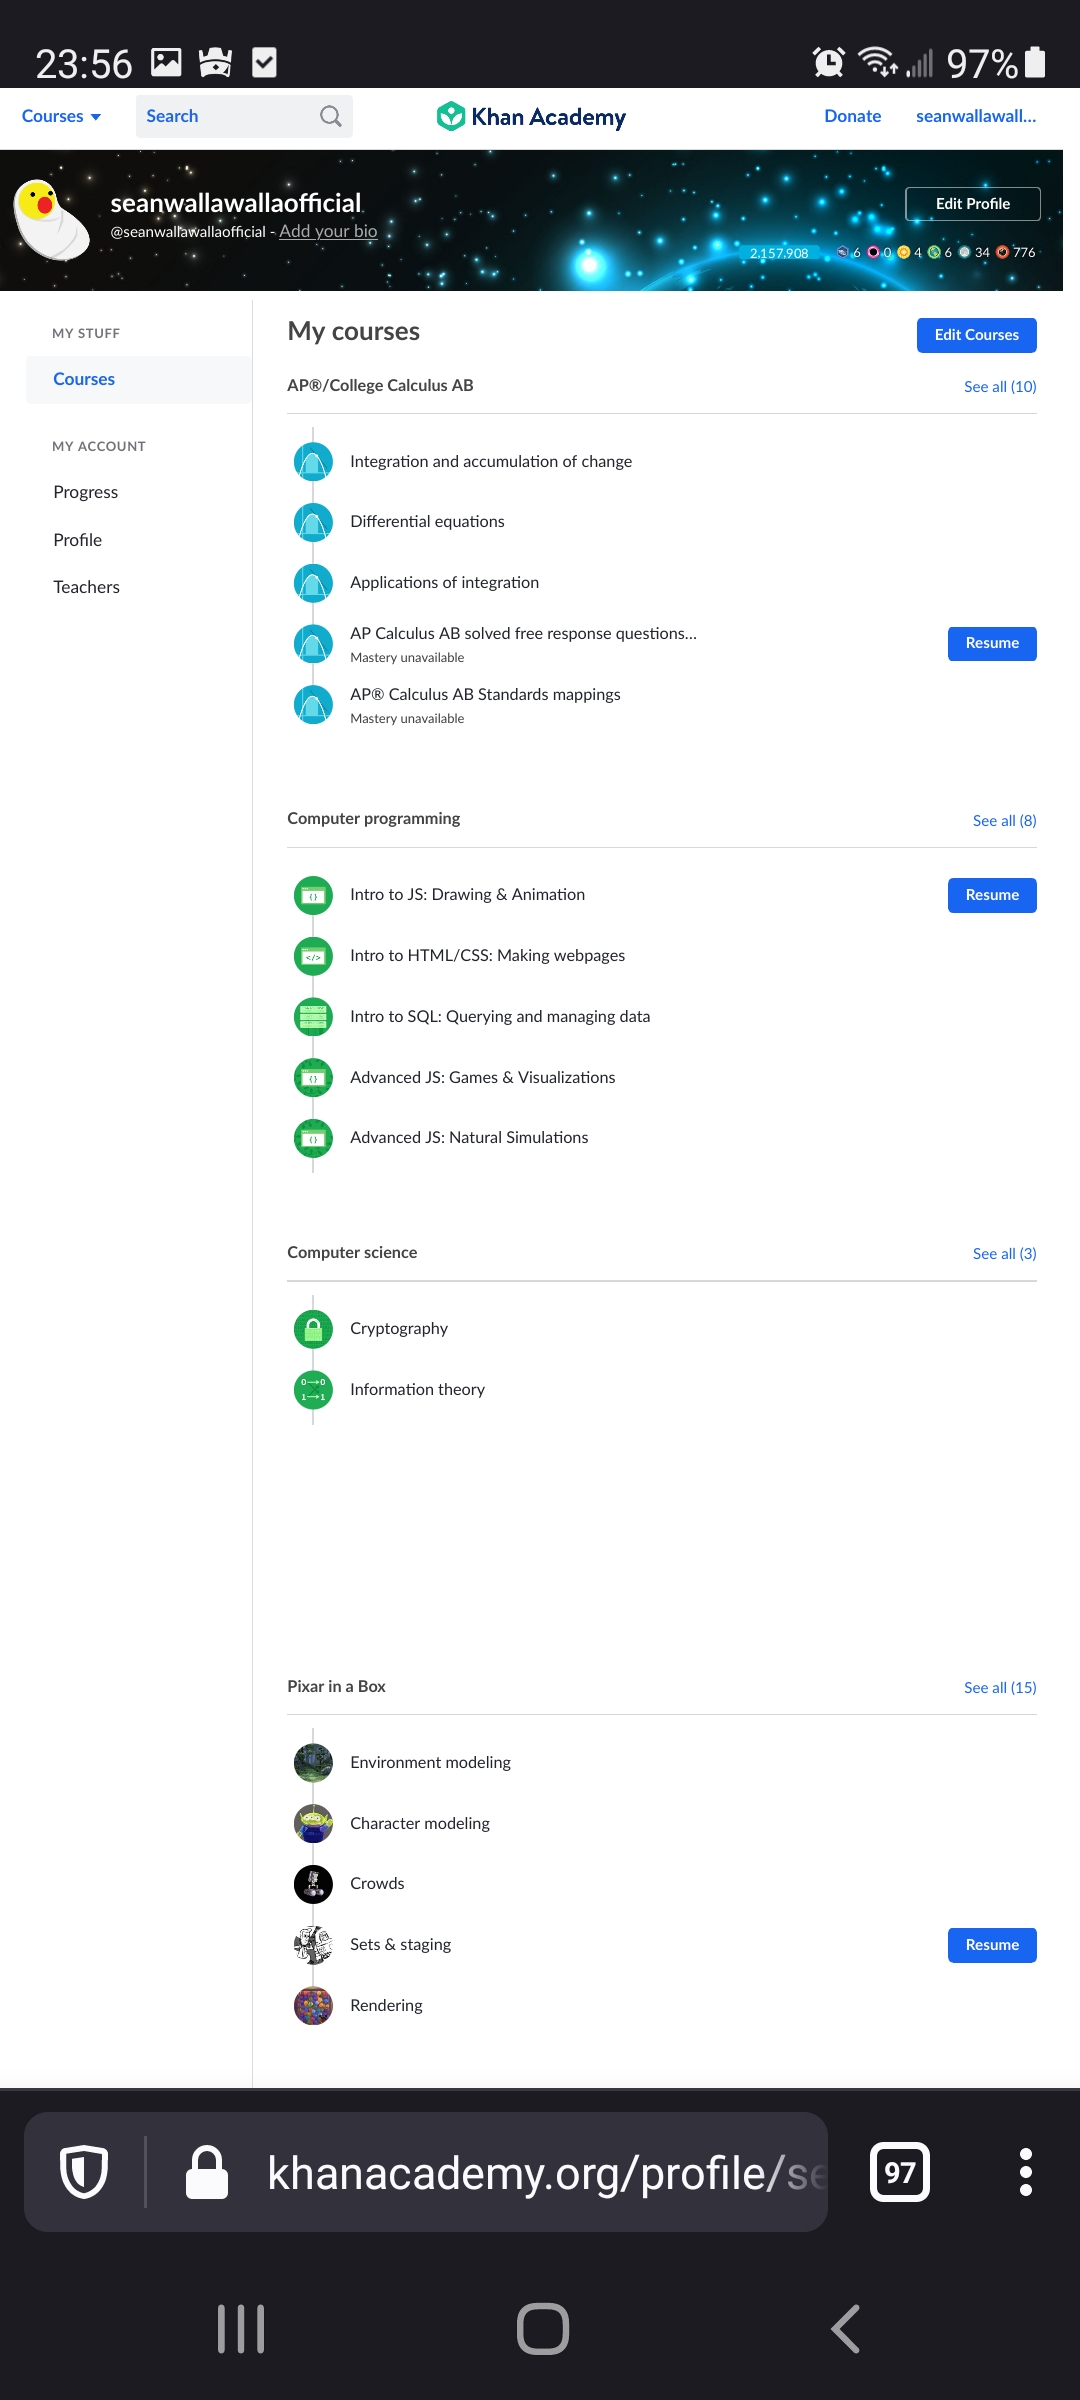 23:56 97%
Courses Search Khan Academy Donate seanwallawall...
seanwallawallaofficial
@seanwallawallaofficial - Add your bio
Edit Profile
2,157,908 6 0 4 6 34 776
MY STUFF
Courses
MY ACCOUNT
Progress
Profile
Teachers
My courses
Edit Courses
AP®/College Calculus AB
See all (10)
Integration and accumulation of change
Differential equations
Applications of integration
AP Calculus AB solved free response questions...
Mastery unavailable
Resume
AP® Calculus AB Standards mappings
Mastery unavailable
Computer programming
See all (8)
Intro to JS: Drawing & Animation
Resume
Intro to HTML/CSS: Making webpages
Intro to SQL: Querying and managing data
Advanced JS: Games & Visualizations
Advanced JS: Natural Simulations
Computer science
See all (3)
Cryptography
Information theory
Pixar in a Box
See all (15)
Environment modeling
Character modeling
Crowds
Sets & staging
Resume
Rendering
khanacademy.org/profile/se
97